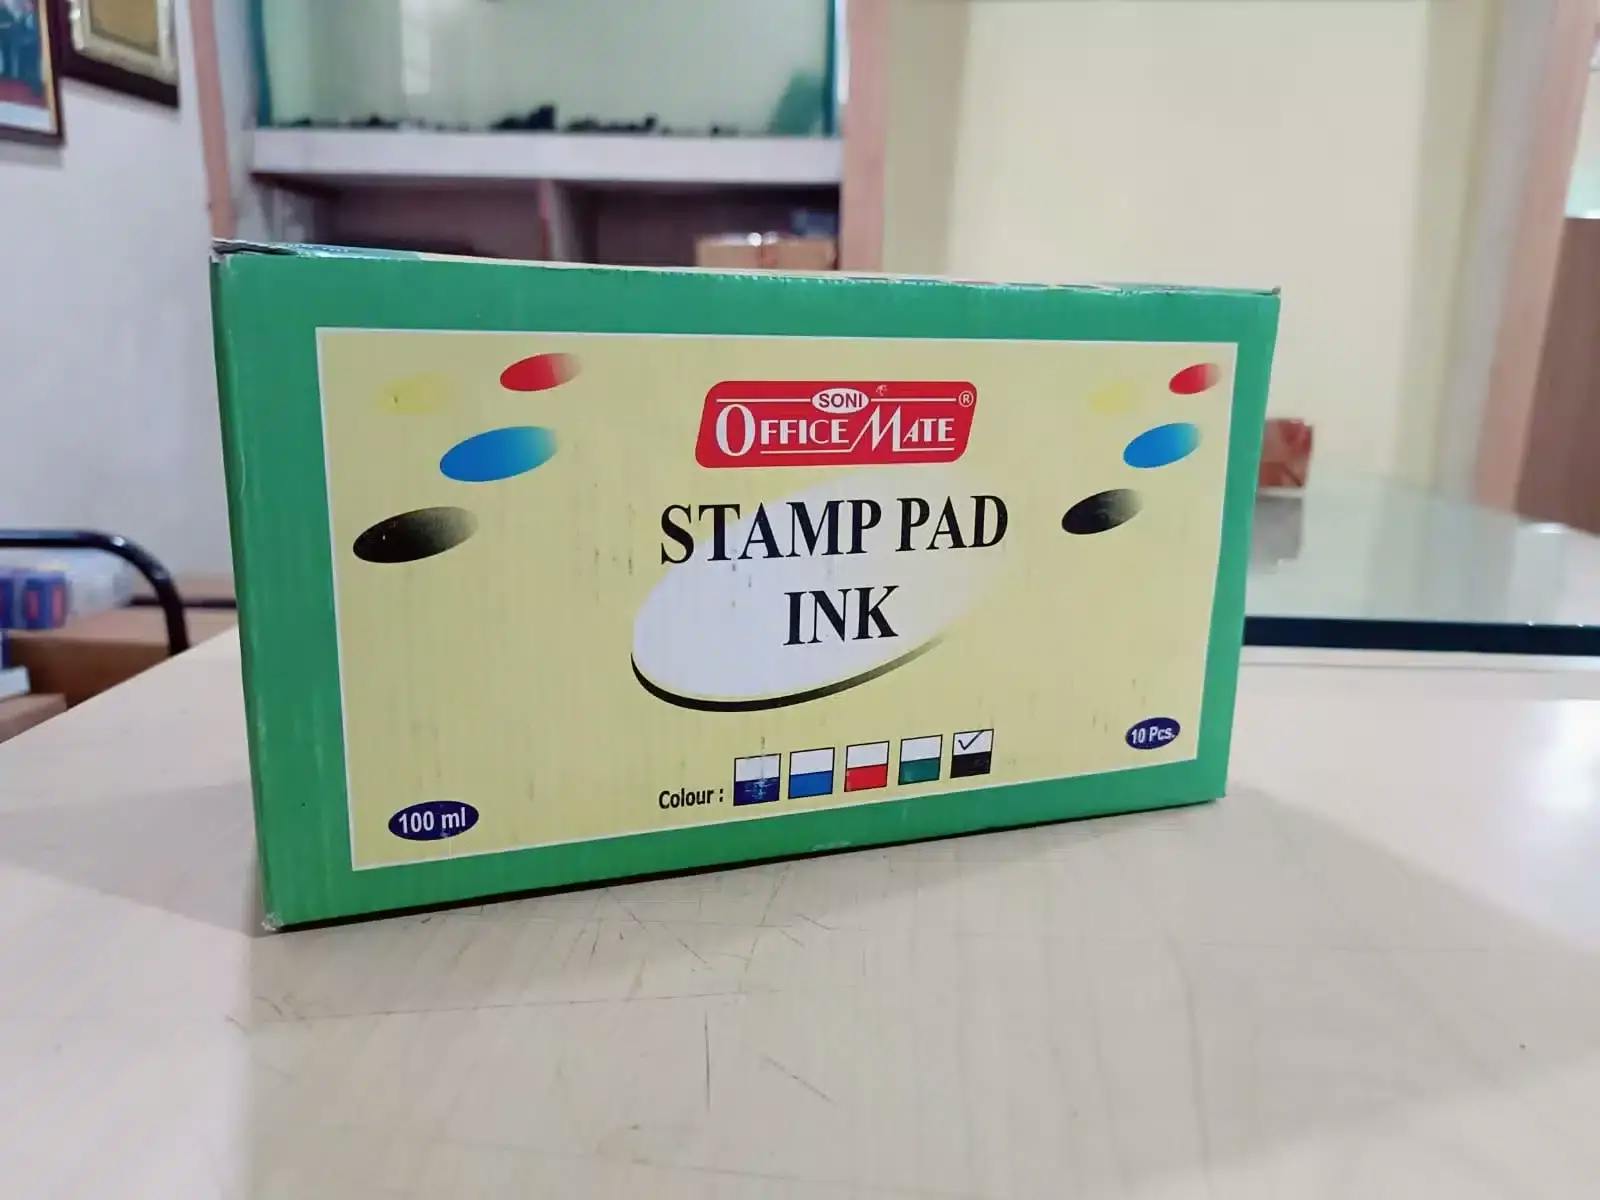 SONI
OFFICE MATE ®
STAMP PAD
INK
10 Pcs.
Colour :
100 ml